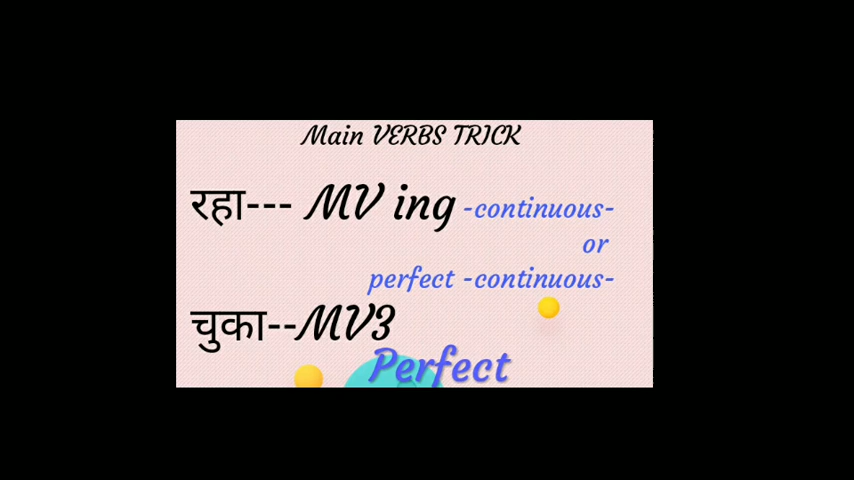 Main VERBS TRICK
रहा--- MV ing -continuous-
or
perfect -continuous-
चुका--MV3
Perfect